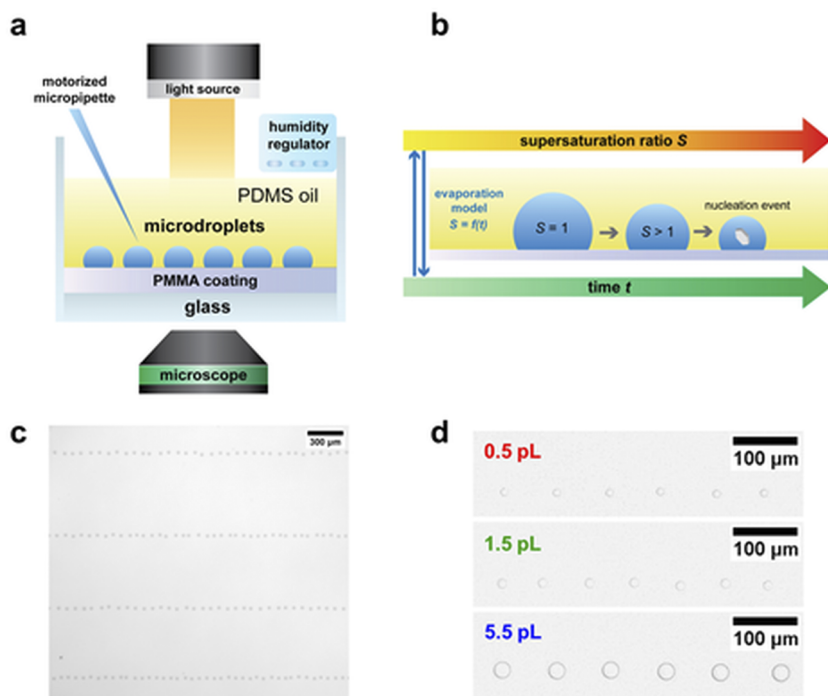 a
motorized
micropipette
light source
humidity
regulator
PDMS oil
microdroplets
PMMA coating
glass
microscope
b
supersaturation ratio S
evaporation
model
S = f(t)
nucleation event
S = 1
S > 1
time t
c
300 µm
d
0.5 pL
100 µm
1.5 pL
100 µm
5.5 pL
100 µm